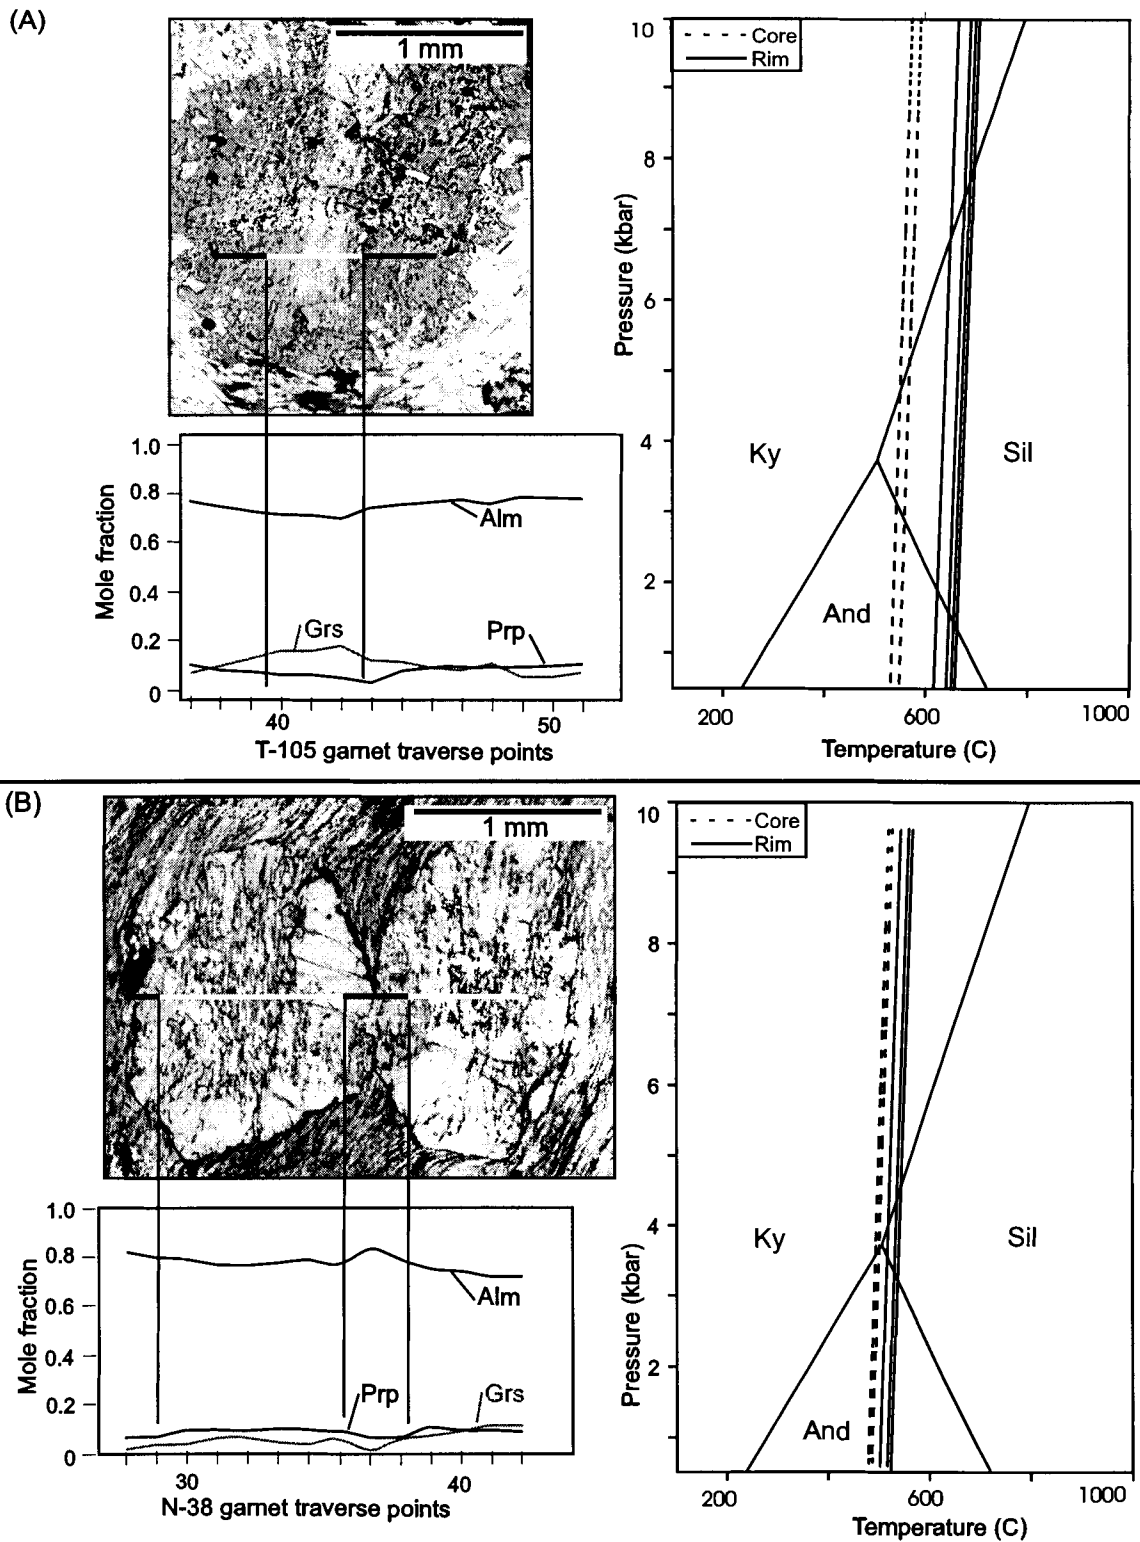 (A)
1 mm
1.0
0.8
0.6
0.4
0.2
0
Mole fraction
Alm
Grs
Prp
40
50
T-105 garnet traverse points
Core
Rim
10
8
6
4
2
Pressure (kbar)
Ky
Sil
And
200
600
1000
Temperature (C)
(B)
1 mm
1.0
0.8
0.6
0.4
0.2
0
Mole fraction
Alm
Prp
Grs
30
40
N-38 garnet traverse points
Core
Rim
10
8
6
4
2
Pressure (kbar)
Ky
Sil
And
200
600
1000
Temperature (C)